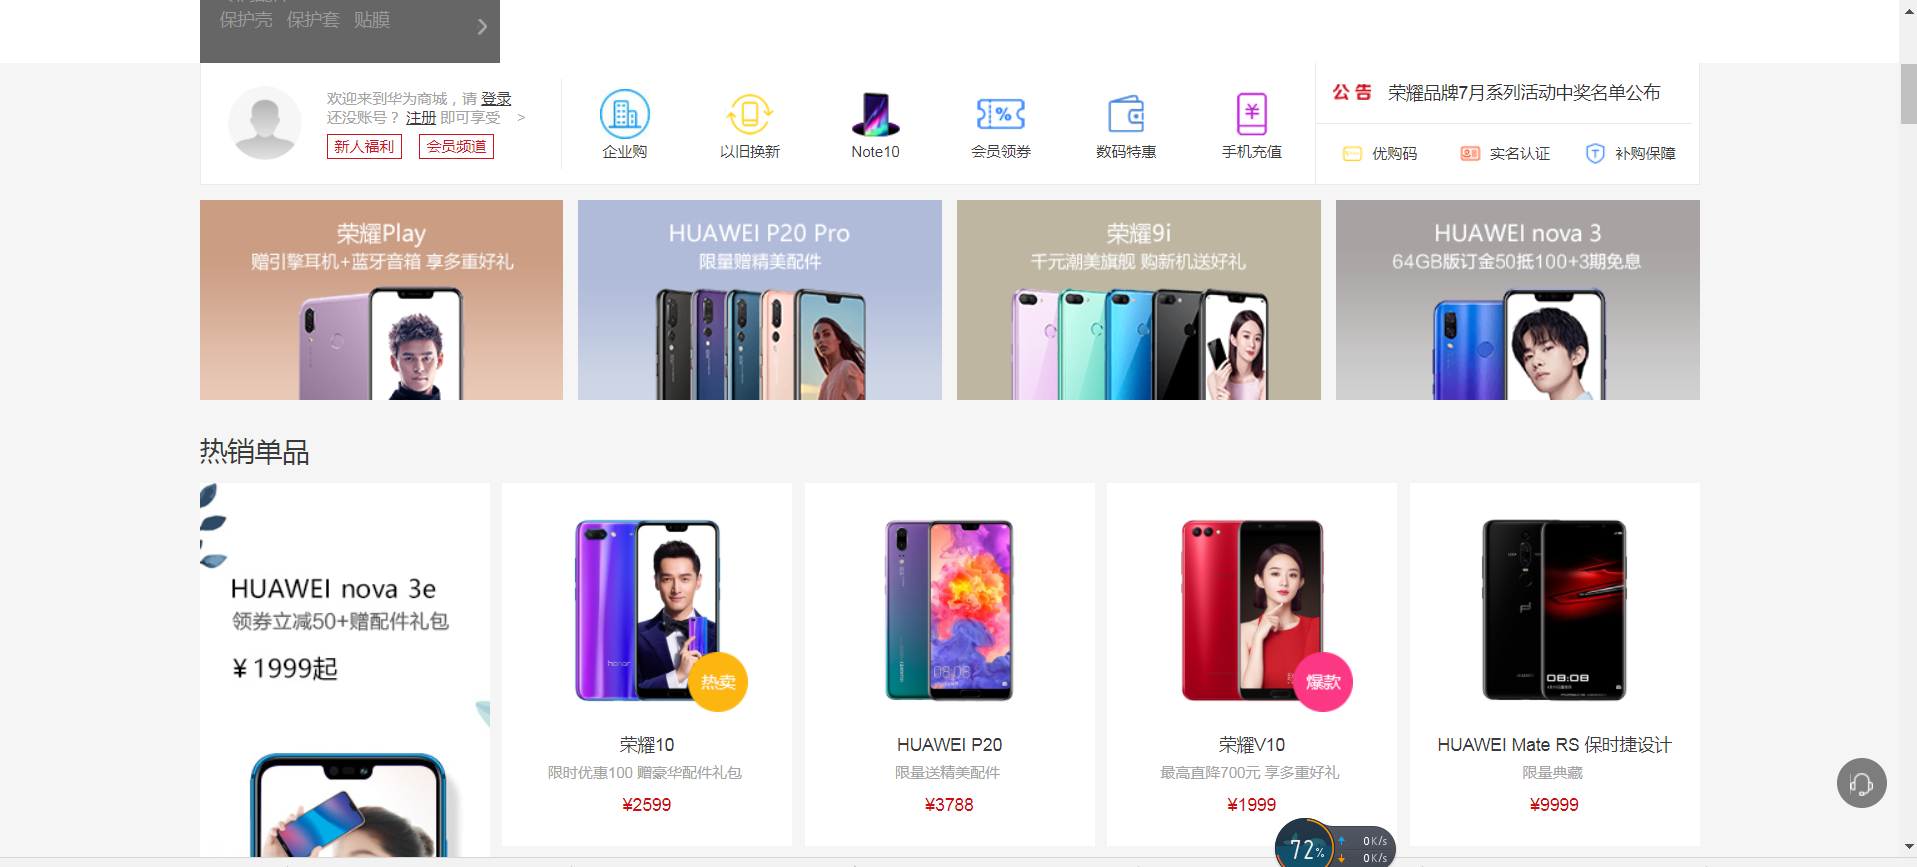 保护壳 保护套 贴膜
欢迎来到华为商城，请 登录
还没账号？ 注册 即可享受 >
新人福利 会员频道
企业购
以旧换新
Note10
会员领券
数码特惠
手机充值
公告 荣耀品牌7月系列活动中奖名单公布
优购码 实名认证 补购保障
荣耀Play
赠引擎耳机+蓝牙音箱 享多重好礼
HUAWEI P20 Pro
限量赠精美配件
荣耀9i
千元潮美旗舰 购新机送好礼
HUAWEI nova 3
64GB版订金50抵100+3期免息
热销单品
HUAWEI nova 3e
领券立减50+赠配件礼包
¥1999起
honor
热卖
荣耀10
限时优惠100 赠豪华配件礼包
¥2599
HUAWEI
08:08
HUAWEI P20
限量送精美配件
¥3788
爆款
荣耀V10
最高直降700元 享多重好礼
¥1999
08:08
HUAWEI Mate RS 保时捷设计
限量典藏
¥9999
72%
0K/s
0K/s